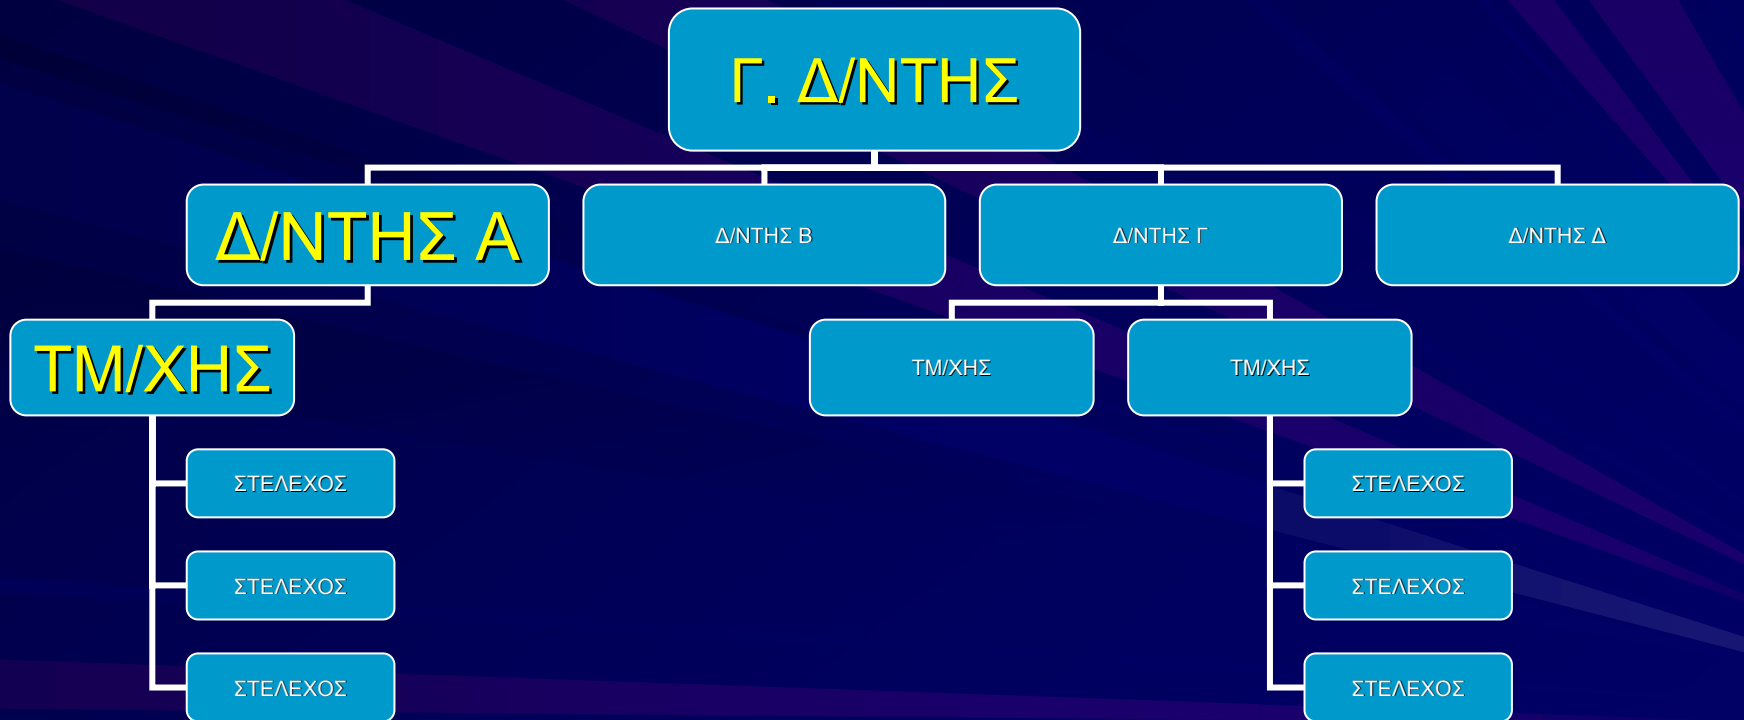 Γ. Δ/ΝΤΗΣ
Δ/ΝΤΗΣ Α
Δ/ΝΤΗΣ Β
Δ/ΝΤΗΣ Γ
Δ/ΝΤΗΣ Δ
ΤΜ/ΧΗΣ
ΤΜ/ΧΗΣ
ΤΜ/ΧΗΣ
ΣΤΕΛΕΧΟΣ
ΣΤΕΛΕΧΟΣ
ΣΤΕΛΕΧΟΣ
ΣΤΕΛΕΧΟΣ
ΣΤΕΛΕΧΟΣ
ΣΤΕΛΕΧΟΣ